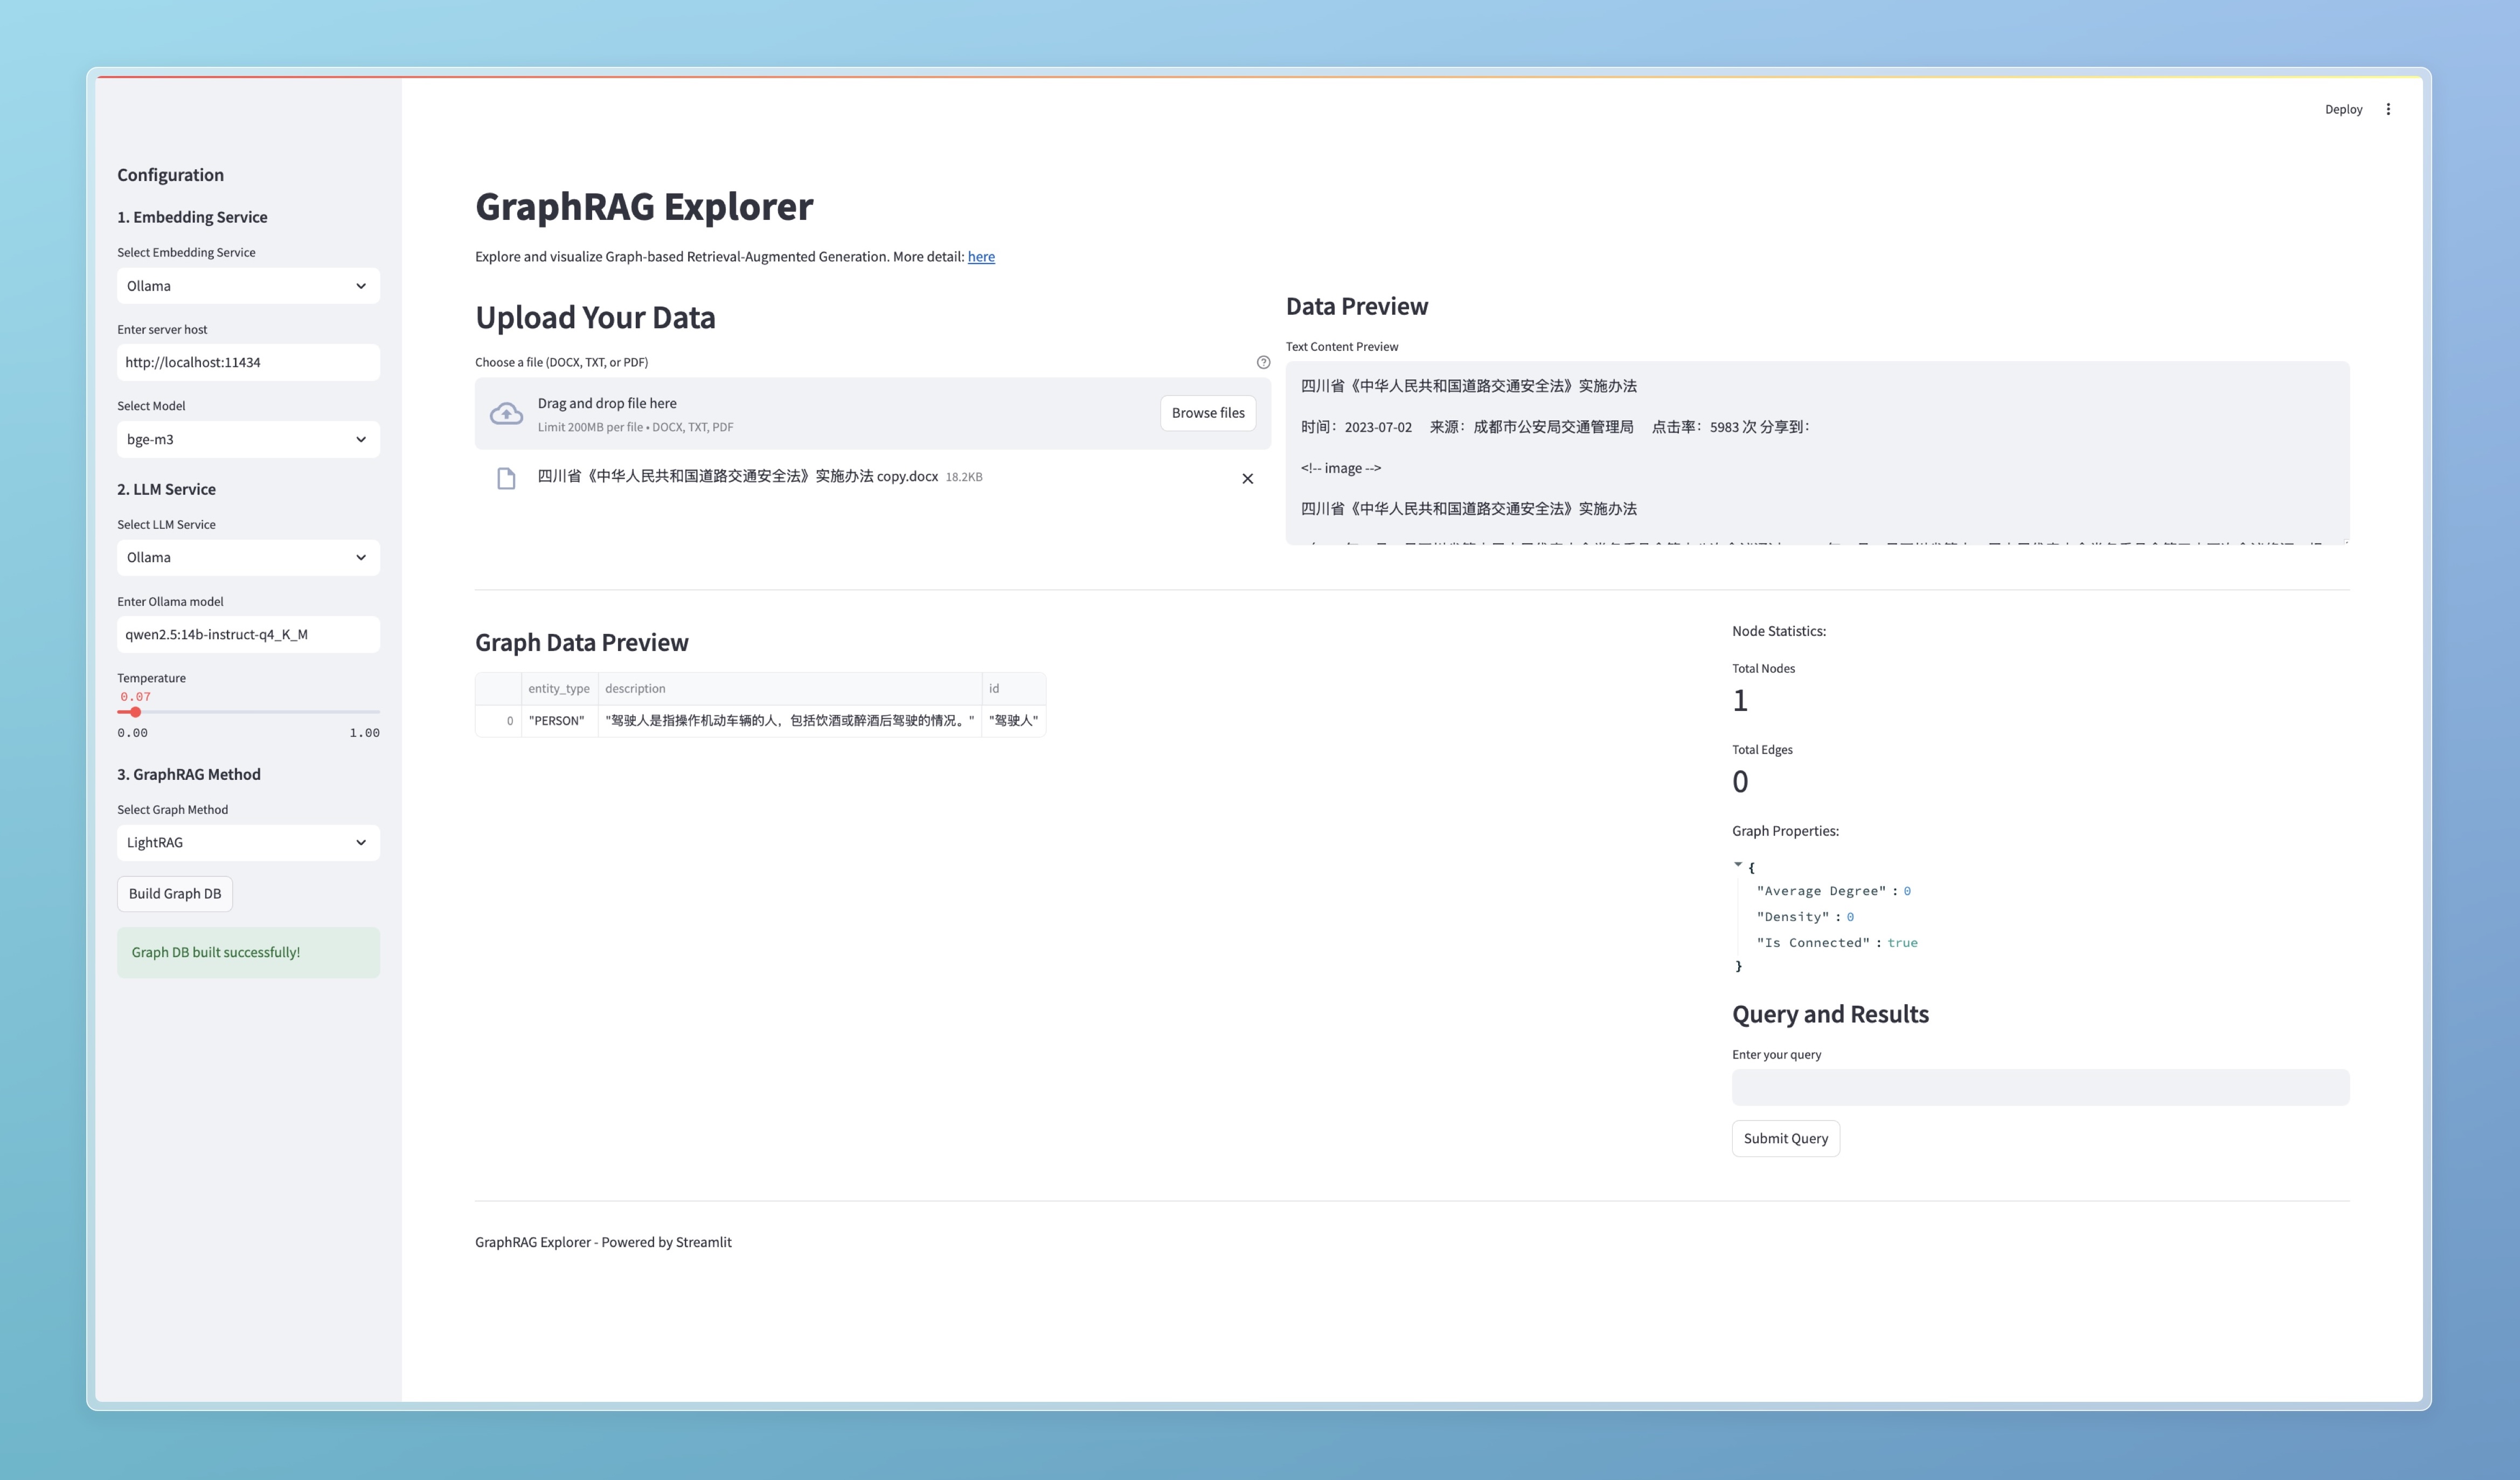 Deploy
Configuration
1. Embedding Service
Select Embedding Service
Ollama
Enter server host
http://localhost:11434
Select Model
bge-m3
2. LLM Service
Select LLM Service
Ollama
Enter Ollama model
qwen2.5:14b-instruct-q4_K_M
Temperature
0.07
0.00 1.00
3. GraphRAG Method
Select Graph Method
LightRAG
Build Graph DB
Graph DB built successfully!
GraphRAG Explorer
Explore and visualize Graph-based Retrieval-Augmented Generation. More detail: here
Upload Your Data
Choose a file (DOCX, TXT, or PDF)
Drag and drop file here
Limit 200MB per file • DOCX, TXT, PDF
Browse files
四川省《中华人民共和国道路交通安全法》实施办法 copy.docx 18.2KB
Data Preview
Text Content Preview
四川省《中华人民共和国道路交通安全法》实施办法
时间：2023-07-02 来源：成都市公安局交通管理局 点击率：5983 次 分享到：
<!-- image -->
四川省《中华人民共和国道路交通安全法》实施办法
Graph Data Preview
entity_type description id
0 "PERSON" "驾驶人是指操作机动车辆的人，包括饮酒或醉酒后驾驶的情况。" "驾驶人"
Node Statistics:
Total Nodes
1
Total Edges
0
Graph Properties:
{
"Average Degree" : 0
"Density" : 0
"Is Connected" : true
}
Query and Results
Enter your query
Submit Query
GraphRAG Explorer - Powered by Streamlit